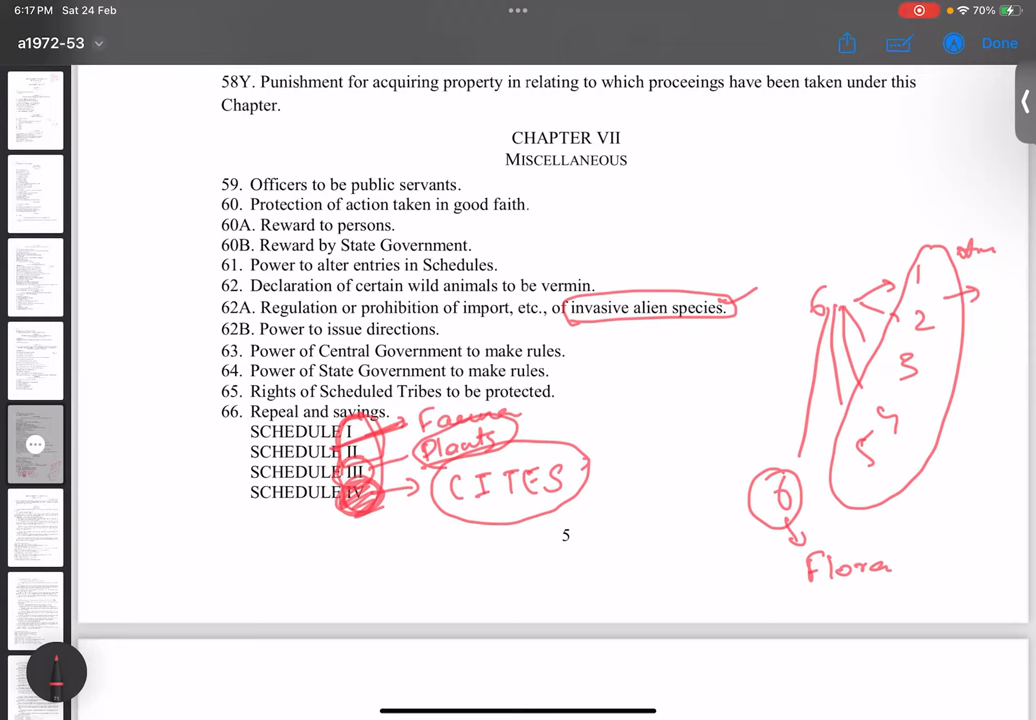 6:17 PM Sat 24 Feb
70%
a1972-53
Done
58Y. Punishment for acquiring property in relating to which proceeings have been taken under this
Chapter.
CHAPTER VII
MISCELLANEOUS
59. Officers to be public servants.
60. Protection of action taken in good faith.
60A. Reward to persons.
60B. Reward by State Government.
61. Power to alter entries in Schedules.
62. Declaration of certain wild animals to be vermin.
62A. Regulation or prohibition of import, etc., of invasive alien species.
62B. Power to issue directions.
63. Power of Central Government to make rules.
64. Power of State Government to make rules.
65. Rights of Scheduled Tribes to be protected.
66. Repeal and savings.
SCHEDULE I Fauna
SCHEDULE II Plants
SCHEDULE III
SCHEDULE IV CITES
6
1
2
3
4
5
6
Flora
5